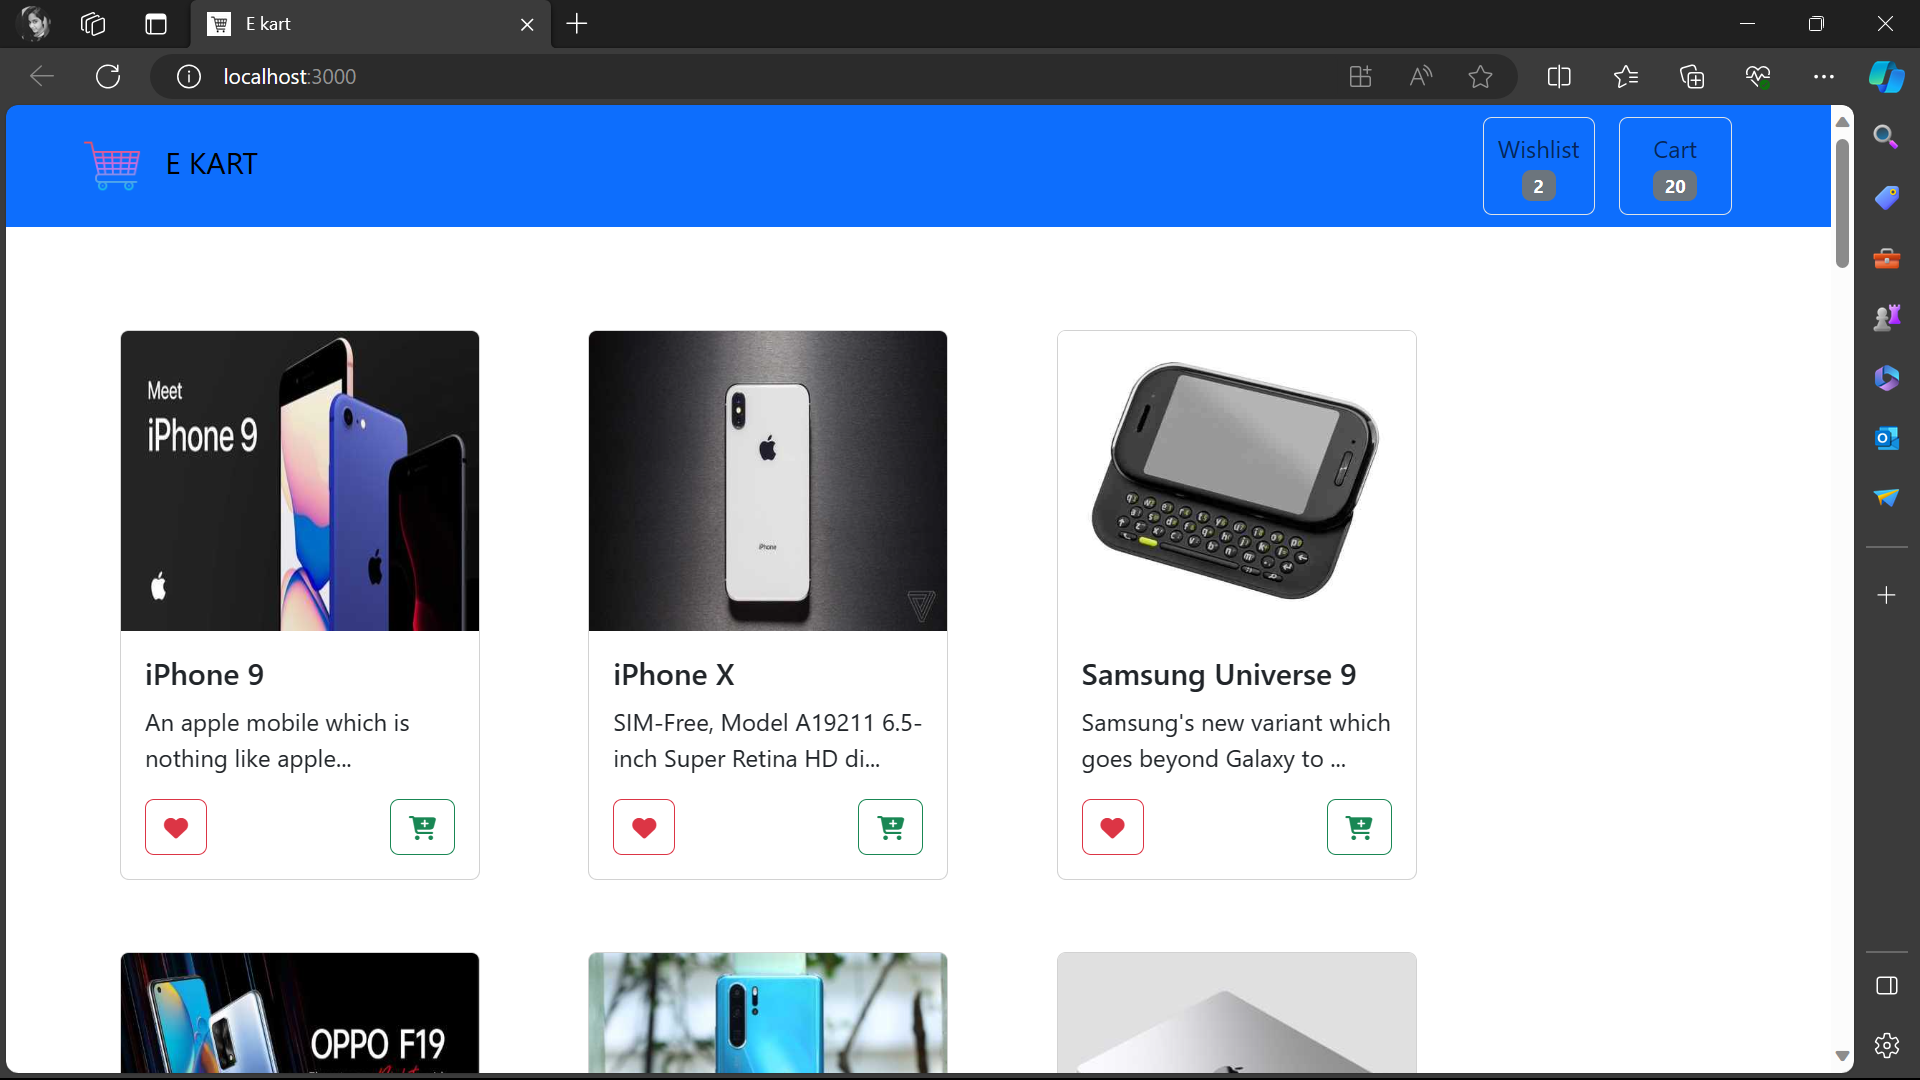 E kart
localhost:3000
E KART
Wishlist
2
Cart
20
Meet
iPhone 9
iPhone
iPhone 9
An apple mobile which is
nothing like apple...
iPhone X
SIM-Free, Model A19211 6.5-
inch Super Retina HD di...
Samsung Universe 9
Samsung's new variant which
goes beyond Galaxy to ...
OPPO F19